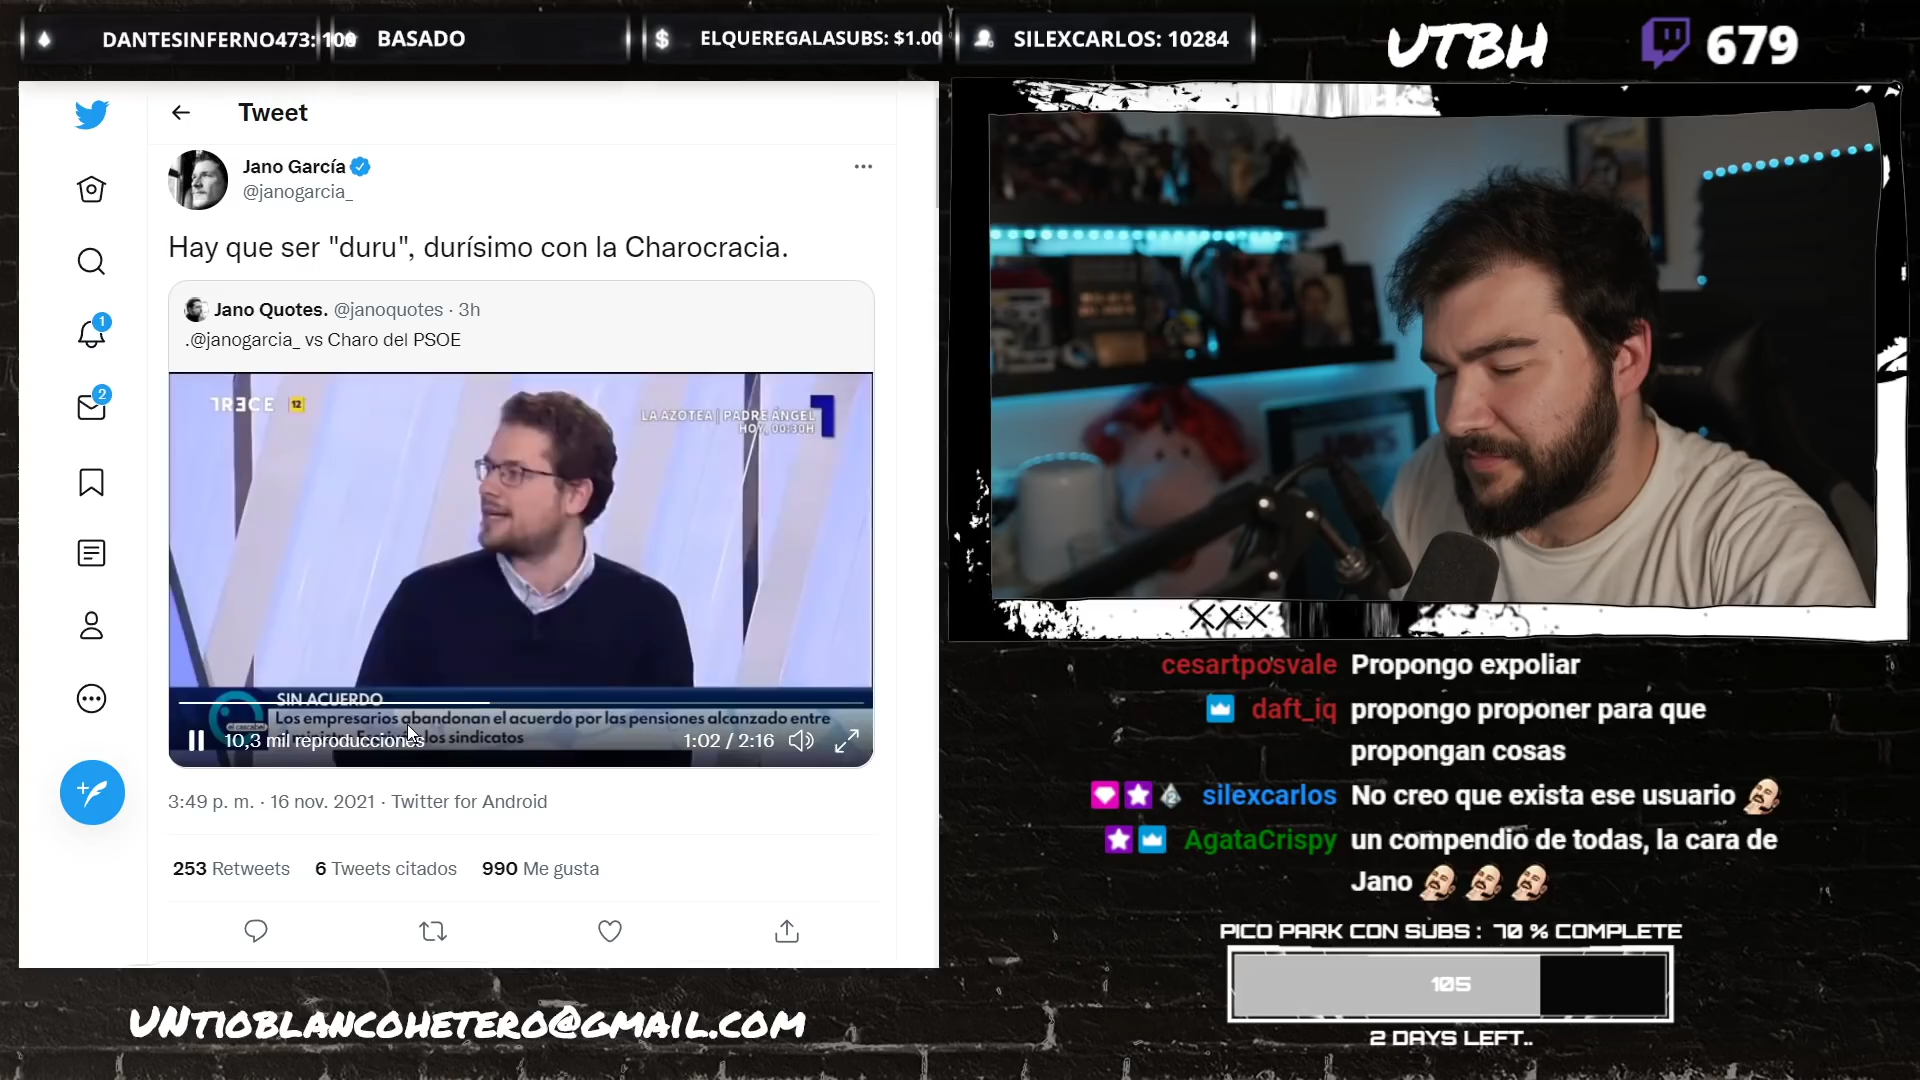 DANTESINFERNO473: 100
BASADO
$
ELQUEREGALASUBS: $1.00
SILEXCARLOS: 10284
UTBH
679
Tweet
Jano García
@janogarcia_
Hay que ser "duru", durísimo con la Charocracia.
Jano Quotes. @janoquotes · 3h
.@janogarcia_ vs Charo del PSOE
TRECE 12
LA AZOTEA | PADRE ÁNGEL
HOY, 00:30H
SIN ACUERDO
Los empresarios abandonan el acuerdo por las pensiones alcanzado entre
los sindicatos
10,3 mil reproducciones
1:02 / 2:16
3:49 p. m. · 16 nov. 2021 · Twitter for Android
253 Retweets 6 Tweets citados 990 Me gusta
1
2
XXX
cesartposvale Propongo expoliar
daft_iq propongo proponer para que
propongan cosas
silexcarlos No creo que exista ese usuario
AgataCrispy un compendio de todas, la cara de
Jano
PICO PARK CON SUBS : 70 % COMPLETE
105
2 DAYS LEFT..
UNTIOBLANCOHETERO@GMAIL.COM